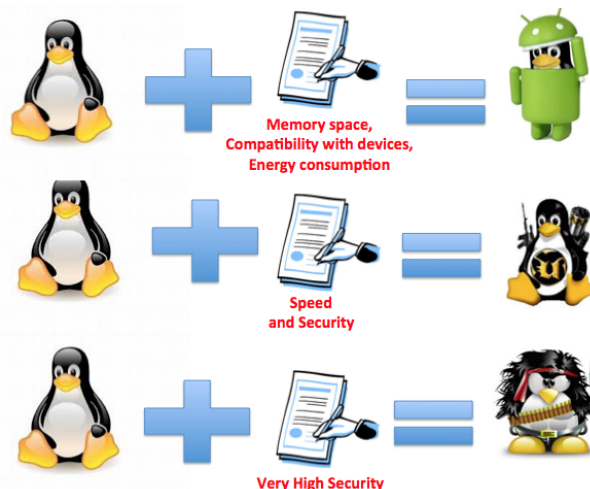 Memory space,
Compatibility with devices,
Energy consumption
Speed
and Security
Very High Security